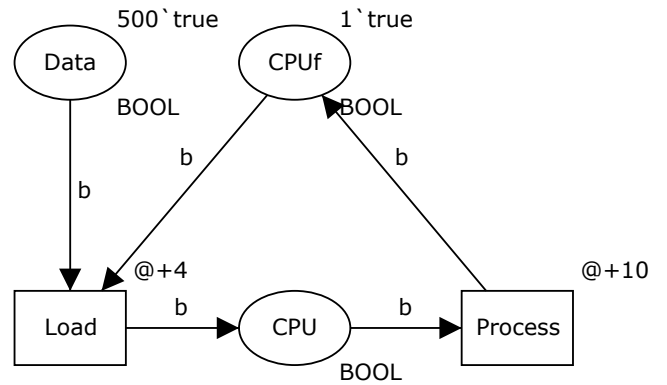 500`true
1`true
Data
CPUf
BOOL
BOOL
b
b
b
@+4
@+10
Load
b
CPU
b
Process
BOOL